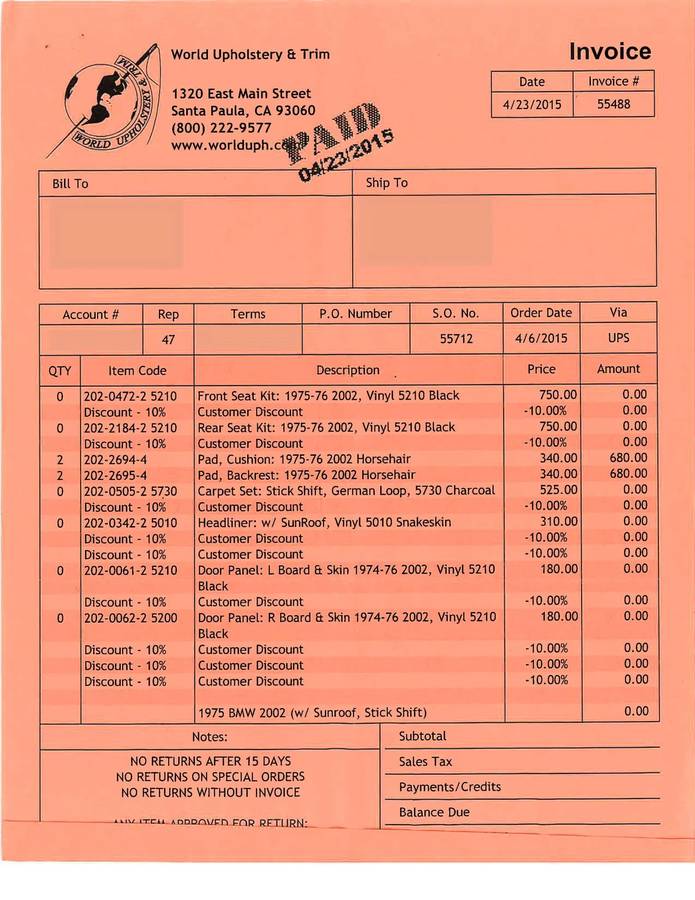 World Upholstery & Trim
Invoice
WORLD UPHOLSTERY & TRIM
1320 East Main Street
Santa Paula, CA 93060
(800) 222-9577
www.worlduph.c
PAID
04/23/2015
Date Invoice #
4/23/2015 55488
Bill To Ship To
Account # Rep Terms P.O. Number S.O. No. Order Date Via
47 55712 4/6/2015 UPS
QTY Item Code Description Price Amount
0 202-0472-2 5210 Front Seat Kit: 1975-76 2002, Vinyl 5210 Black 750.00 0.00
Discount - 10% Customer Discount -10.00% 0.00
0 202-2184-2 5210 Rear Seat Kit: 1975-76 2002, Vinyl 5210 Black 750.00 0.00
Discount - 10% Customer Discount -10.00% 0.00
2 202-2694-4 Pad, Cushion: 1975-76 2002 Horsehair 340.00 680.00
2 202-2695-4 Pad, Backrest: 1975-76 2002 Horsehair 340.00 680.00
0 202-0505-2 5730 Carpet Set: Stick Shift, German Loop, 5730 Charcoal 525.00 0.00
Discount - 10% Customer Discount -10.00% 0.00
0 202-0342-2 5010 Headliner: w/ SunRoof, Vinyl 5010 Snakeskin 310.00 0.00
Discount - 10% Customer Discount -10.00% 0.00
Discount - 10% Customer Discount -10.00% 0.00
0 202-0061-2 5210 Door Panel: L Board & Skin 1974-76 2002, Vinyl 5210 180.00 0.00
Black
Discount - 10% Customer Discount -10.00% 0.00
0 202-0062-2 5200 Door Panel: R Board & Skin 1974-76 2002, Vinyl 5210 180.00 0.00
Black
Discount - 10% Customer Discount -10.00% 0.00
Discount - 10% Customer Discount -10.00% 0.00
Discount - 10% Customer Discount -10.00% 0.00
1975 BMW 2002 (w/ Sunroof, Stick Shift) 0.00
Notes: Subtotal
NO RETURNS AFTER 15 DAYS Sales Tax
NO RETURNS ON SPECIAL ORDERS
NO RETURNS WITHOUT INVOICE Payments/Credits
Balance Due
ANY ITEM APPROVED FOR RETURN: